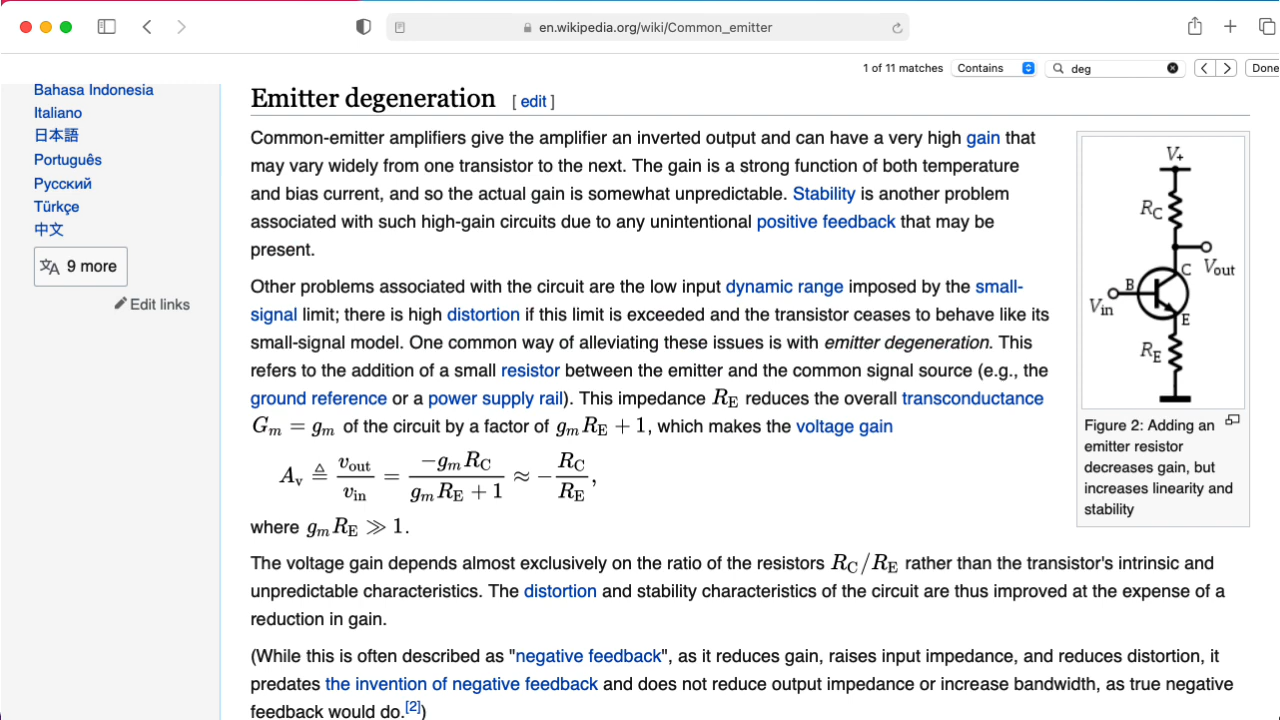 en.wikipedia.org/wiki/Common_emitter
1 of 11 matches Contains deg Done
Bahasa Indonesia
Italiano
日本語
Português
Русский
Türkçe
中文
9 more
Edit links
Emitter degeneration [ edit ]
Common-emitter amplifiers give the amplifier an inverted output and can have a very high gain that
may vary widely from one transistor to the next. The gain is a strong function of both temperature
and bias current, and so the actual gain is somewhat unpredictable. Stability is another problem
associated with such high-gain circuits due to any unintentional positive feedback that may be
present.
Other problems associated with the circuit are the low input dynamic range imposed by the small-
signal limit; there is high distortion if this limit is exceeded and the transistor ceases to behave like its
small-signal model. One common way of alleviating these issues is with emitter degeneration. This
refers to the addition of a small resistor between the emitter and the common signal source (e.g., the
ground reference or a power supply rail). This impedance R_E reduces the overall transconductance
G_m = g_m of the circuit by a factor of g_m R_E + 1, which makes the voltage gain
A_v ≜ v_out / v_in = −g_m R_C / (g_m R_E + 1) ≈ − R_C / R_E,
where g_m R_E ≫ 1.
V+
R_C
C
V_out
B
V_in
E
R_E
Figure 2: Adding an
emitter resistor
decreases gain, but
increases linearity and
stability
The voltage gain depends almost exclusively on the ratio of the resistors R_C/R_E rather than the transistor's intrinsic and
unpredictable characteristics. The distortion and stability characteristics of the circuit are thus improved at the expense of a
reduction in gain.
(While this is often described as "negative feedback", as it reduces gain, raises input impedance, and reduces distortion, it
predates the invention of negative feedback and does not reduce output impedance or increase bandwidth, as true negative
feedback would do.[2])